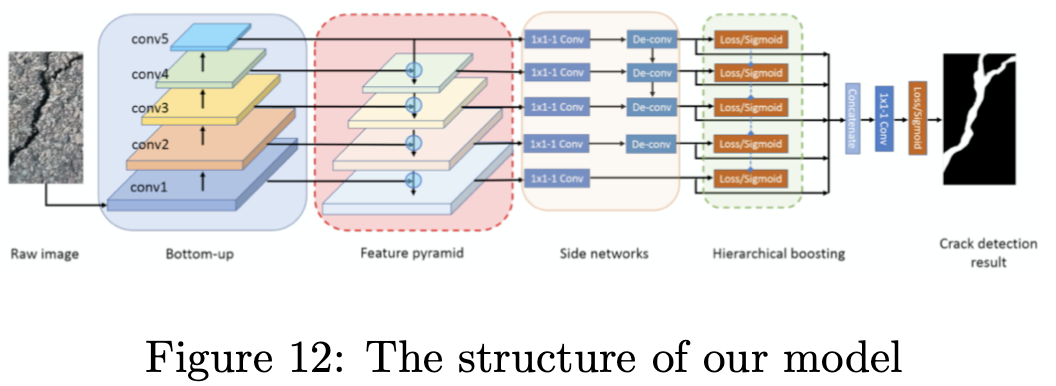 conv5
conv4
conv3
conv2
conv1
1x1-1 Conv
De-conv
Loss/Sigmoid
1x1-1 Conv
De-conv
Loss/Sigmoid
1x1-1 Conv
De-conv
Loss/Sigmoid
1x1-1 Conv
De-conv
Loss/Sigmoid
1x1-1 Conv
Loss/Sigmoid
Concatenate
1x1-1 Conv
Loss/Sigmoid
Raw image
Bottom-up
Feature pyramid
Side networks
Hierarchical boosting
Crack detection
result
Figure 12: The structure of our model